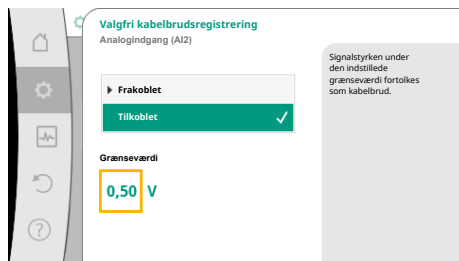 Valgfri kabelbrudsregistrering
Analogindgang (AI2)
Signalstyrken under
den indstillede
grænseværdi fortolkes
som kabelbrud.
Frakoblet
Tilkoblet
Grænseværdi
0,50 V
?